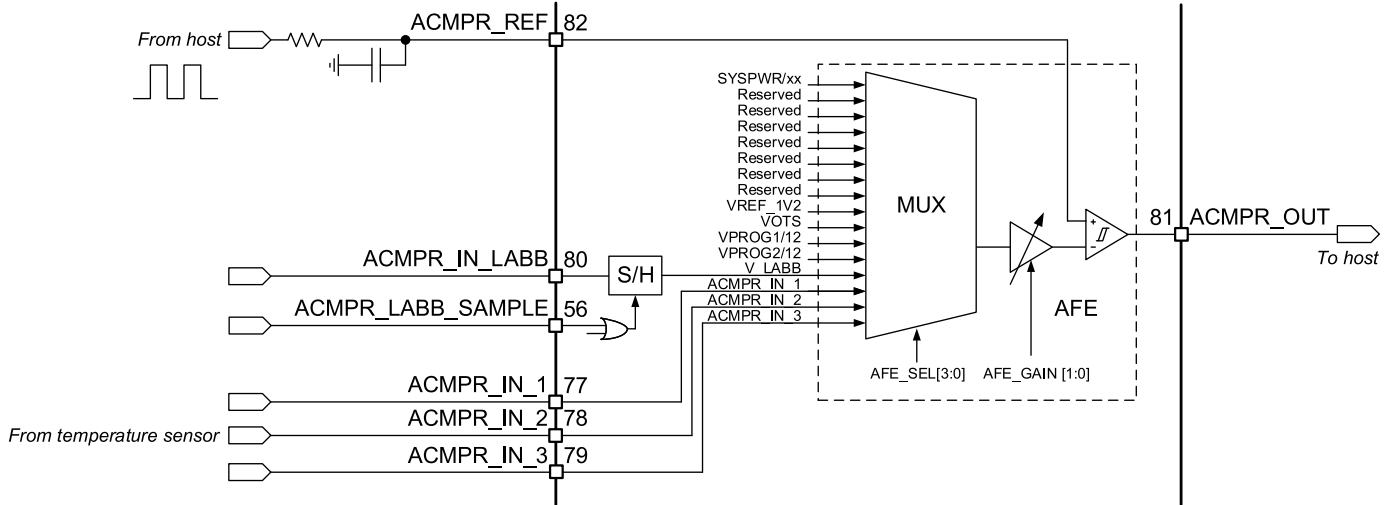 ACMPR_REF 82
From host
SYSPWR/xx
Reserved
Reserved
Reserved
Reserved
Reserved
Reserved
Reserved
VREF_1V2
VOTS
VPROG1/12
VPROG2/12
V_LABB
ACMPR_IN_1
ACMPR_IN_2
ACMPR_IN_3
MUX
+
-
AFE
AFE_SEL[3:0]
AFE_GAIN [1:0]
81 ACMPR_OUT
To host
ACMPR_IN_LABB 80
S/H
ACMPR_LABB_SAMPLE 56
ACMPR_IN_1 77
ACMPR_IN_2 78
From temperature sensor
ACMPR_IN_3 79